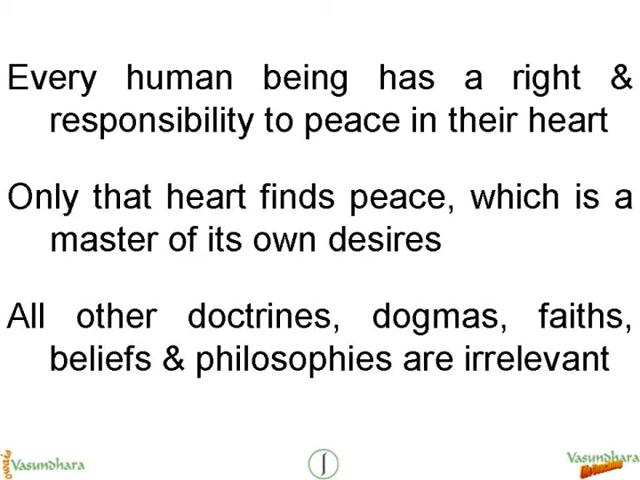 Every human being has a right &
responsibility to peace in their heart
Only that heart finds peace, which is a
master of its own desires
All other doctrines, dogmas, faiths,
beliefs & philosophies are irrelevant
Vasundhara
Vasundhara